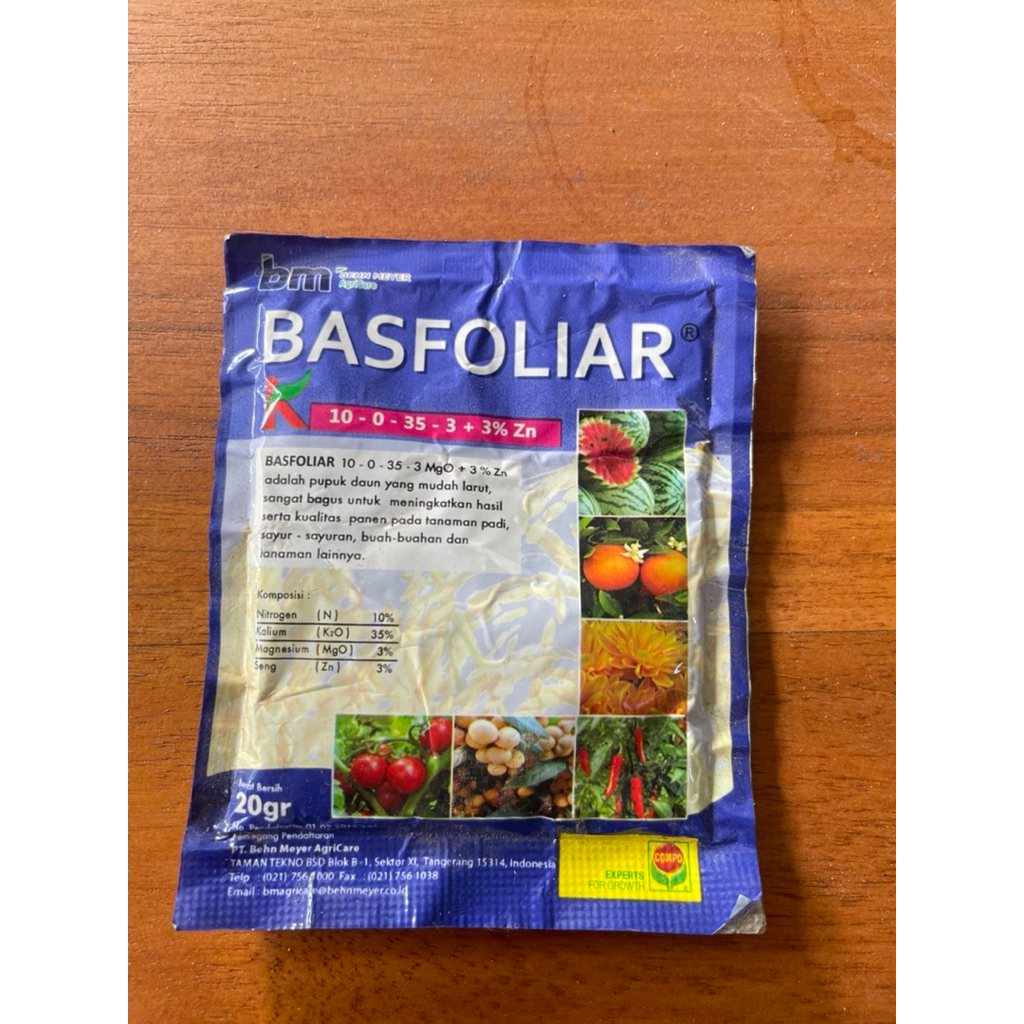 bm BEHN MEYER
AgriCare
BASFOLIAR®
K
10 - 0 - 35 - 3 + 3% Zn
BASFOLIAR 10 - 0 - 35 - 3 MgO + 3 % Zn
adalah pupuk daun yang mudah larut,
sangat bagus untuk meningkatkan hasil
serta kualitas panen pada tanaman padi,
sayur - sayuran, buah-buahan dan
tanaman lainnya.
Komposisi :
Nitrogen (N) 10%
Kalium (K₂O) 35%
Magnesium (MgO) 3%
Seng (Zn) 3%
Berat Bersih
20gr
No. Pendaftaran
Pemegang Pendaftaran
PT. Behn Meyer AgriCare
TAMAN TEKNO BSD Blok B -1, Sektor XI, Tangerang 15314, Indonesia
Telp : (021) 756 1000 Fax : (021) 756 1038
Email : bmagricare@behnmeyer.co.id
COMPO
EXPERTS
FOR GROWTH